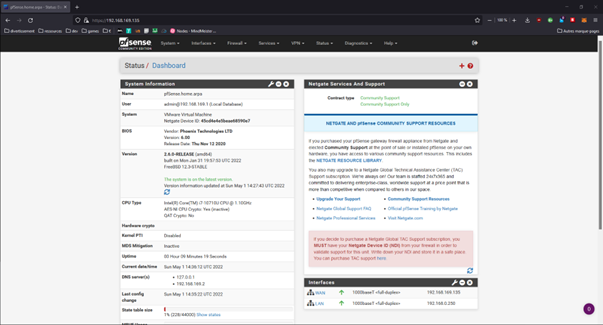 pfSense.home.arpa - Status: D
https://192.168.169.130
100 %
divertissement
ressources
dev
games
Autres marque-pages
pfsense
COMMUNITY EDITION
System
Interfaces
Firewall
Services
VPN
Status
Diagnostics
Help
Status / Dashboard
System Information
Name pfSense.home.arpa
User admin@192.168.169.1 (Local Database)
System VMware Virtual Machine
Netgate Device ID:
BIOS Vendor: Phoenix Technologies LTD
Version: 6.00
Release Date: Thu Nov 12 2020
Version 2.6.0-RELEASE (amd64)
built on Mon Jan 31 19:57:53 UTC 2022
FreeBSD 12.3-STABLE
The system is on the latest version.
Version information updated at Sun May 1 14:27:43 UTC 2022
CPU Type Intel(R) Core(TM) i7-10710U CPU @ 1.10GHz
AES-NI CPU Crypto: Yes (inactive)
QAT Crypto: No
Hardware crypto
Kernel PTI Disabled
MDS Mitigation Inactive
Uptime 00 Hour 09 Minutes 19 Seconds
Current date/time Sun May 1 14:36:12 UTC 2022
DNS server(s) 127.0.0.1
192.168.169.2
Last config change Sun May 1 14:35:22 UTC 2022
State table size 1% (228/44000) Show states
Netgate Services And Support
Contract type Community Support
Community Support Only
NETGATE AND pfSense COMMUNITY SUPPORT RESOURCES
If you purchased your pfSense gateway firewall appliance from Netgate and
elected Community Support at the point of sale or installed pfSense on your own
hardware, you have access to various community support resources. This includes
the NETGATE RESOURCE LIBRARY.
You also may upgrade to a Netgate Global Technical Assistance Center (TAC)
Support subscription. We're always on! Our team is staffed 24x7x365 and
committed to delivering enterprise-class, worldwide support at a price point that is
more than competitive when compared to others in our space.
Upgrade Your Support
Community Support Resources
Netgate Global Support FAQ
Official pfSense Training by Netgate
Netgate Professional Services
Visit Netgate.com
If you decide to purchase a Netgate Global TAC Support subscription, you
MUST have your Netgate Device ID (NDI) from your firewall in order to
validate support for this unit. Write down your NDI and store it in a safe place.
You can purchase TAC support here.
Interfaces
WAN 1000baseT <full-duplex> 192.168.169.130
LAN 1000baseT <full-duplex> 192.168.0.250